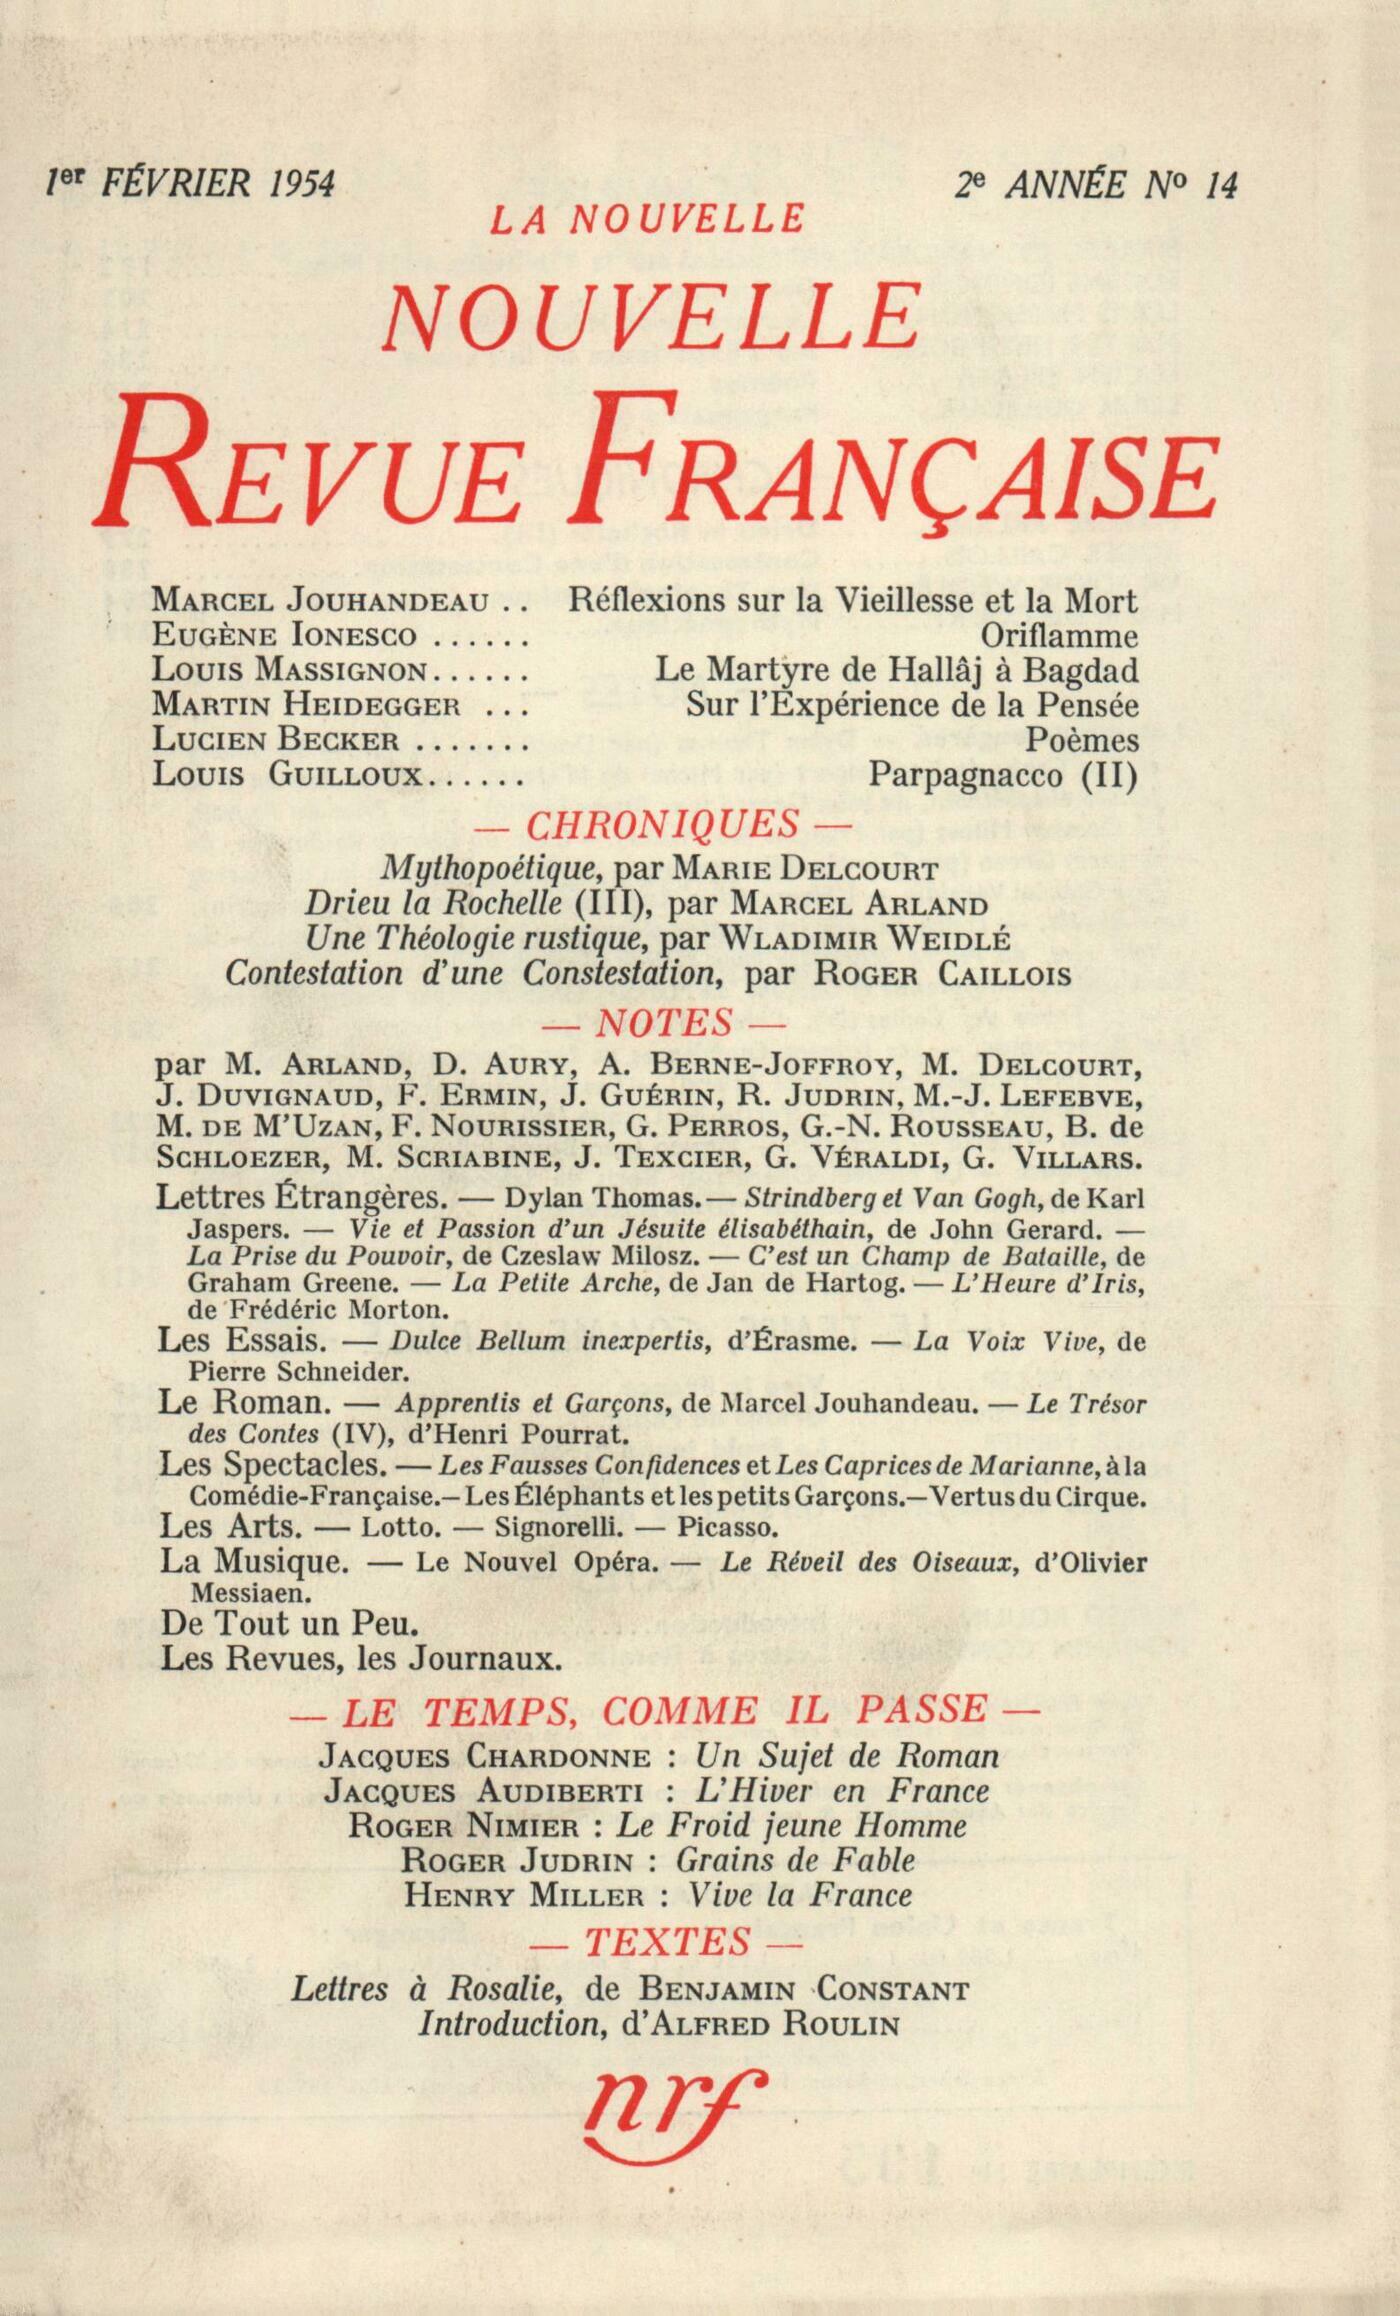 1er FÉVRIER 1954
2e ANNÉE No 14
LA NOUVELLE
NOUVELLE
REVUE FRANÇAISE
MARCEL JOUHANDEAU .. Réflexions sur la Vieillesse et la Mort
EUGÈNE IONESCO ...... Oriflamme
LOUIS MASSIGNON...... Le Martyre de Hallâj à Bagdad
MARTIN HEIDEGGER ... Sur l'Expérience de la Pensée
LUCIEN BECKER ....... Poèmes
LOUIS GUILLOUX...... Parpagnacco (II)
— CHRONIQUES —
Mythopoétique, par MARIE DELCOURT
Drieu la Rochelle (III), par MARCEL ARLAND
Une Théologie rustique, par WLADIMIR WEIDLÉ
Contestation d'une Constestation, par ROGER CAILLOIS
— NOTES —
par M. ARLAND, D. AURY, A. BERNE-JOFFROY, M. DELCOURT,
J. DUVIGNAUD, F. ERMIN, J. GUÉRIN, R. JUDRIN, M.-J. LEFEBVE,
M. DE M'UZAN, F. NOURISSIER, G. PERROS, G.-N. ROUSSEAU, B. de
SCHLOEZER, M. SCRIABINE, J. TEXCIER, G. VÉRALDI, G. VILLARS.
Lettres Étrangères. — Dylan Thomas. — Strindberg et Van Gogh, de Karl
Jaspers. — Vie et Passion d'un Jésuite élisabéthain, de John Gerard. —
La Prise du Pouvoir, de Czeslaw Milosz. — C'est un Champ de Bataille, de
Graham Greene. — La Petite Arche, de Jan de Hartog. — L'Heure d'Iris,
de Frédéric Morton.
Les Essais. — Dulce Bellum inexpertis, d'Érasme. — La Voix Vive, de
Pierre Schneider.
Le Roman. — Apprentis et Garçons, de Marcel Jouhandeau. — Le Trésor
des Contes (IV), d'Henri Pourrat.
Les Spectacles. — Les Fausses Confidences et Les Caprices de Marianne, à la
Comédie-Française. — Les Éléphants et les petits Garçons. — Vertus du Cirque.
Les Arts. — Lotto. — Signorelli. — Picasso.
La Musique. — Le Nouvel Opéra. — Le Réveil des Oiseaux, d'Olivier
Messiaen.
De Tout un Peu.
Les Revues, les Journaux.
— LE TEMPS, COMME IL PASSE —
JACQUES CHARDONNE : Un Sujet de Roman
JACQUES AUDIBERTI : L'Hiver en France
ROGER NIMIER : Le Froid jeune Homme
ROGER JUDRIN : Grains de Fable
HENRY MILLER : Vive la France
— TEXTES —
Lettres à Rosalie, de BENJAMIN CONSTANT
Introduction, d'ALFRED ROULIN
nrf